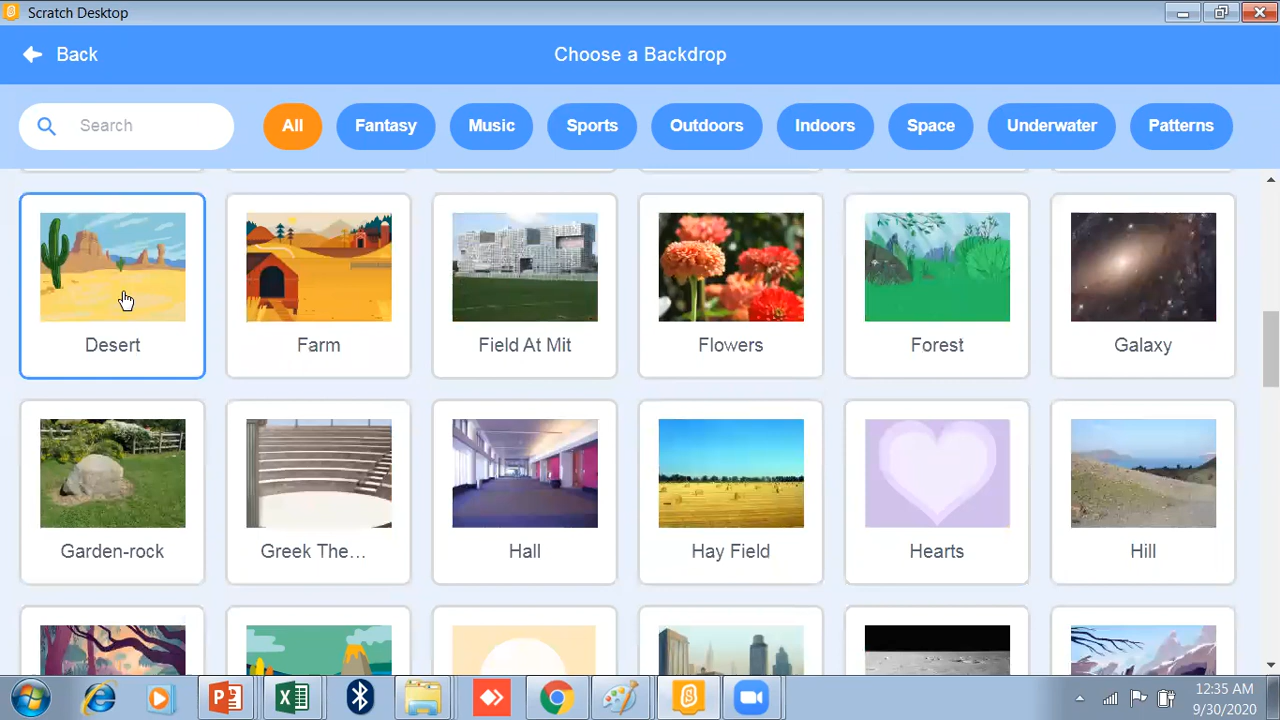 Scratch Desktop
Back
Choose a Backdrop
Search
All
Fantasy
Music
Sports
Outdoors
Indoors
Space
Underwater
Patterns
Desert
Farm
Field At Mit
Flowers
Forest
Galaxy
Garden-rock
Greek The...
Hall
Hay Field
Hearts
Hill
12:35 AM
9/30/2020